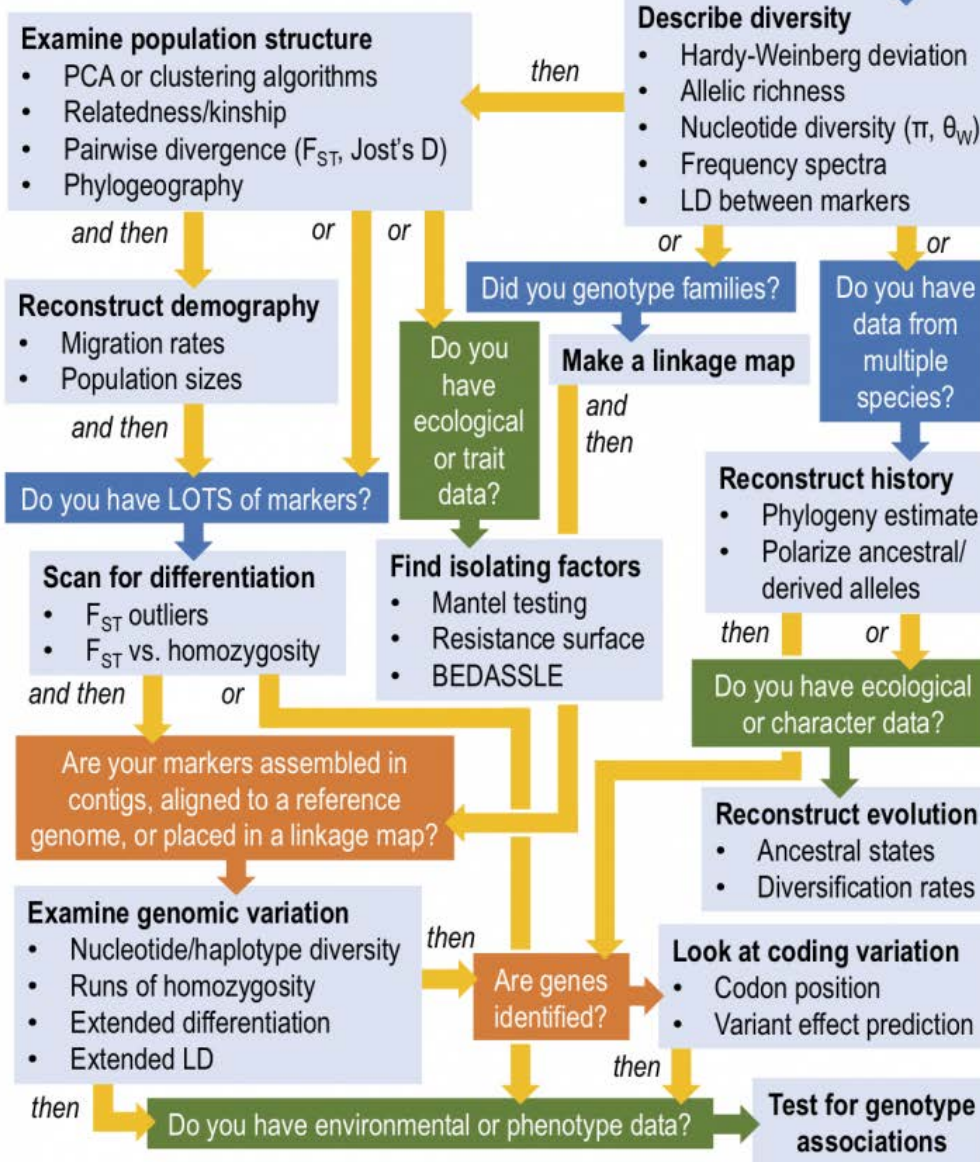 Describe diversity
• Hardy-Weinberg deviation
• Allelic richness
• Nucleotide diversity (π, θW)
• Frequency spectra
• LD between markers
then
Examine population structure
• PCA or clustering algorithms
• Relatedness/kinship
• Pairwise divergence (FST, Jost's D)
• Phylogeography
and then
or
or
or
or
Reconstruct demography
• Migration rates
• Population sizes
and then
Do you have
ecological
or trait
data?
Did you genotype families?
Make a linkage map
and
then
Do you have
data from
multiple
species?
Do you have LOTS of markers?
Scan for differentiation
• FST outliers
• FST vs. homozygosity
and then
or
Find isolating factors
• Mantel testing
• Resistance surface
• BEDASSLE
Reconstruct history
• Phylogeny estimate
• Polarize ancestral/
derived alleles
then
or
Do you have ecological
or character data?
Reconstruct evolution
• Ancestral states
• Diversification rates
Are your markers assembled in
contigs, aligned to a reference
genome, or placed in a linkage map?
Examine genomic variation
• Nucleotide/haplotype diversity
• Runs of homozygosity
• Extended differentiation
• Extended LD
then
then
Are genes
identified?
Look at coding variation
• Codon position
• Variant effect prediction
then
Do you have environmental or phenotype data?
Test for genotype
associations